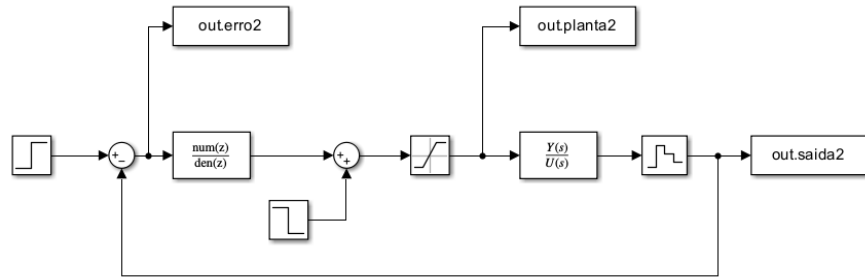 out.erro2
out.planta2
num(z)
den(z)
Y(s)
U(s)
out.saida2
+
−
+
+